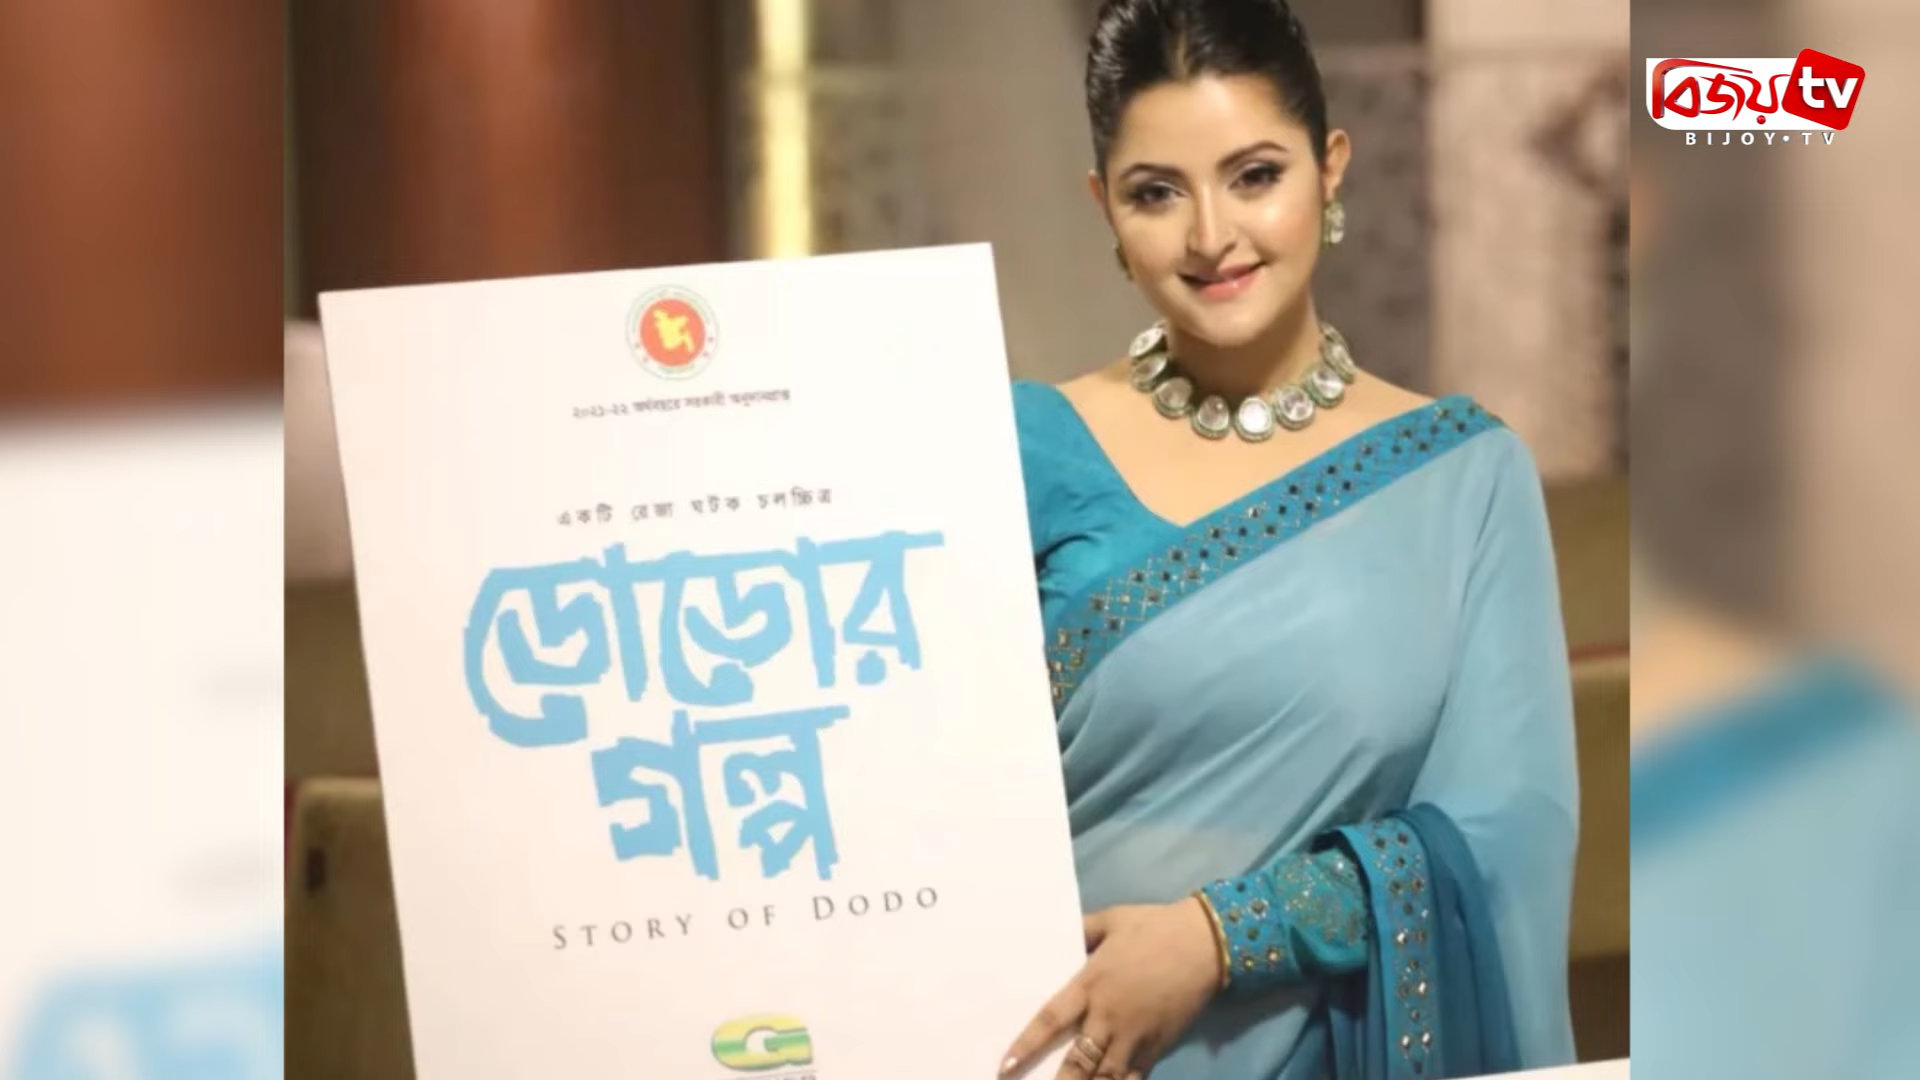 বিজয় tv
BIJOY•TV
২০২১-২২ অর্থবছরে সরকারী অনুদানপ্রাপ্ত
একটি রেজা ঘটক চলচ্চিত্র
ডোডোর
গল্প
STORY OF DODO
G